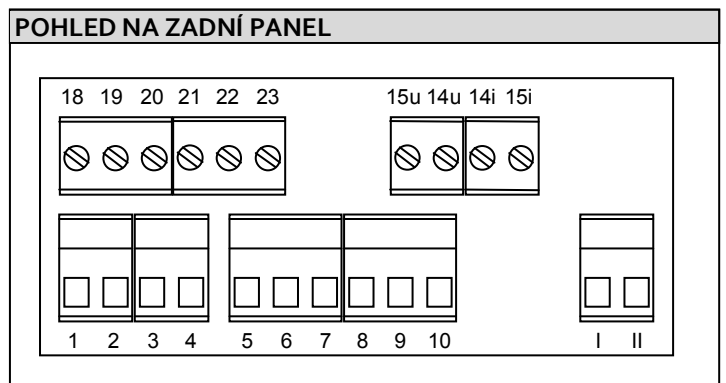 POHLED NA ZADNÍ PANEL
18 19 20 21 22 23 15u 14u 14i 15i
1 2 3 4 5 6 7 8 9 10 I II